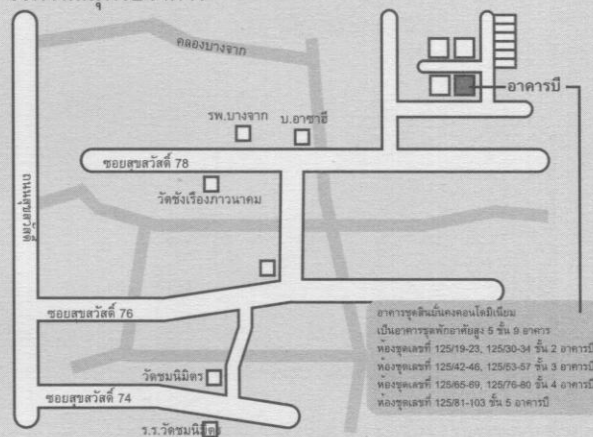 คลองบางจาก
อาคารบี
รพ.บางจาก
บ.อาซาฮี
ซอยสุขสวัสดิ์ 78
วัดชังเรืองภาวนาคม
ถนนสุขสวัสดิ์
ซอยสุขสวัสดิ์ 76
อาคารชุดสินมั่นคงคอนโดมิเนียม
เป็นอาคารชุดพักอาศัยสูง 5 ชั้น 9 อาคาร
ห้องชุดเลขที่ 125/19-23, 125/30-34 ชั้น 2 อาคารบี
ห้องชุดเลขที่ 125/42-46, 125/53-57 ชั้น 3 อาคารบี
ห้องชุดเลขที่ 125/65-69, 125/76-80 ชั้น 4 อาคารบี
ห้องชุดเลขที่ 125/81-103 ชั้น 5 อาคารบี
วัดชมนิมิตร
ซอยสุขสวัสดิ์ 74
ร.ร.วัดชมนิมิตร